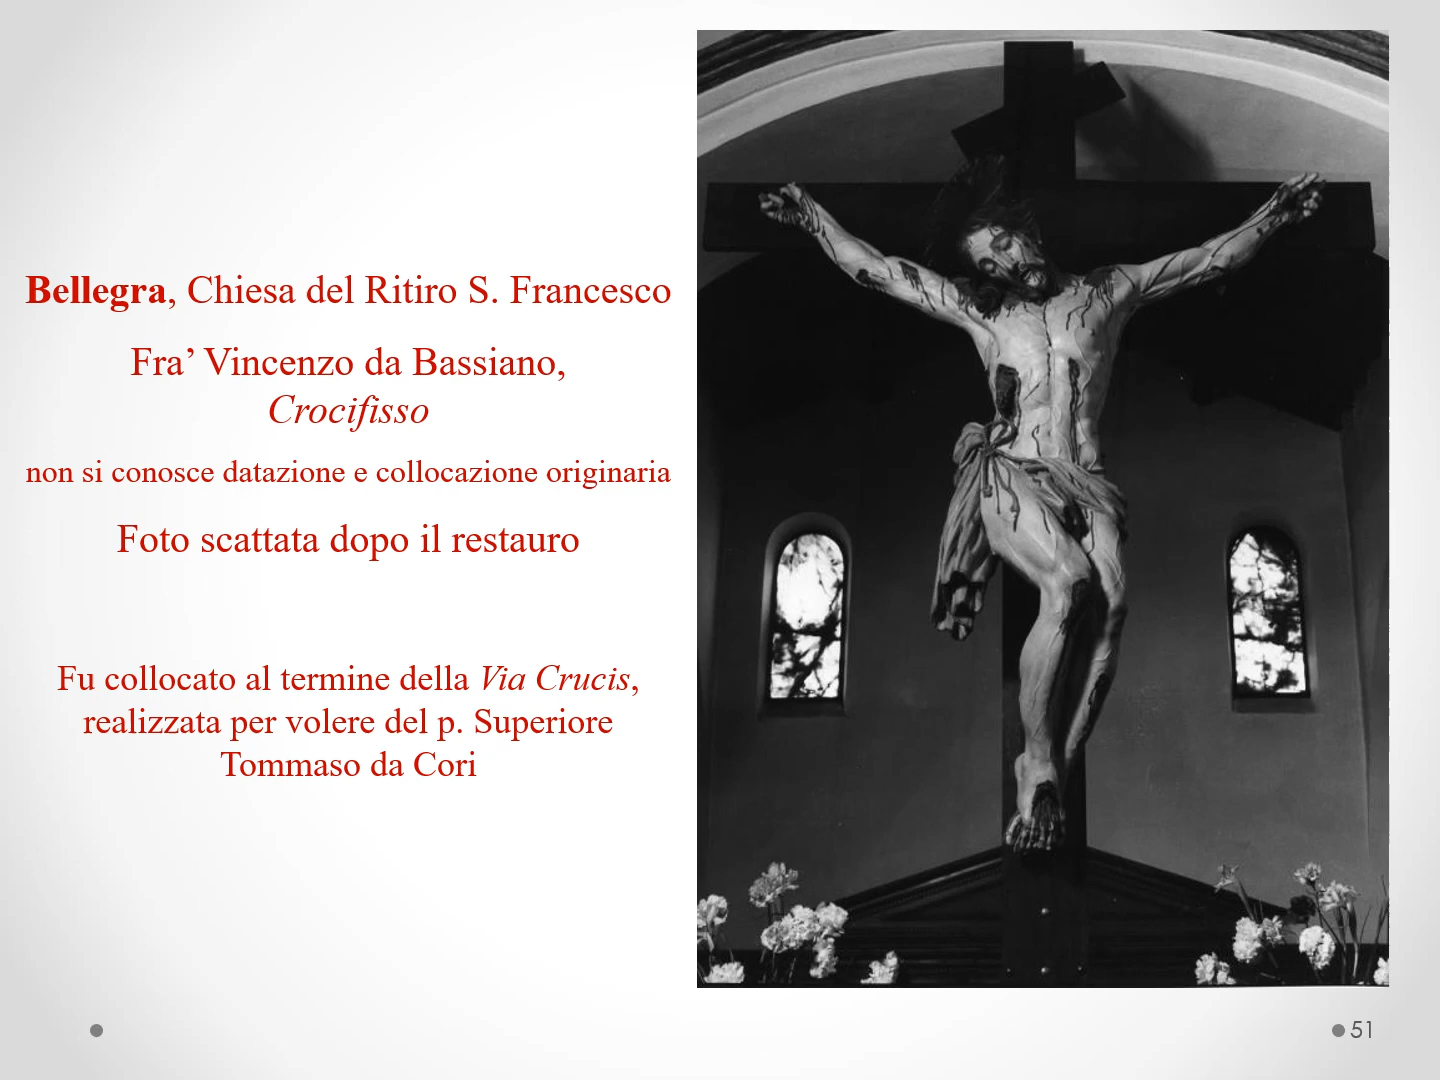 Bellegra, Chiesa del Ritiro S. Francesco
Fra’ Vincenzo da Bassiano,
Crocifisso
non si conosce datazione e collocazione originaria
Foto scattata dopo il restauro
Fu collocato al termine della Via Crucis,
realizzata per volere del p. Superiore
Tommaso da Cori
51